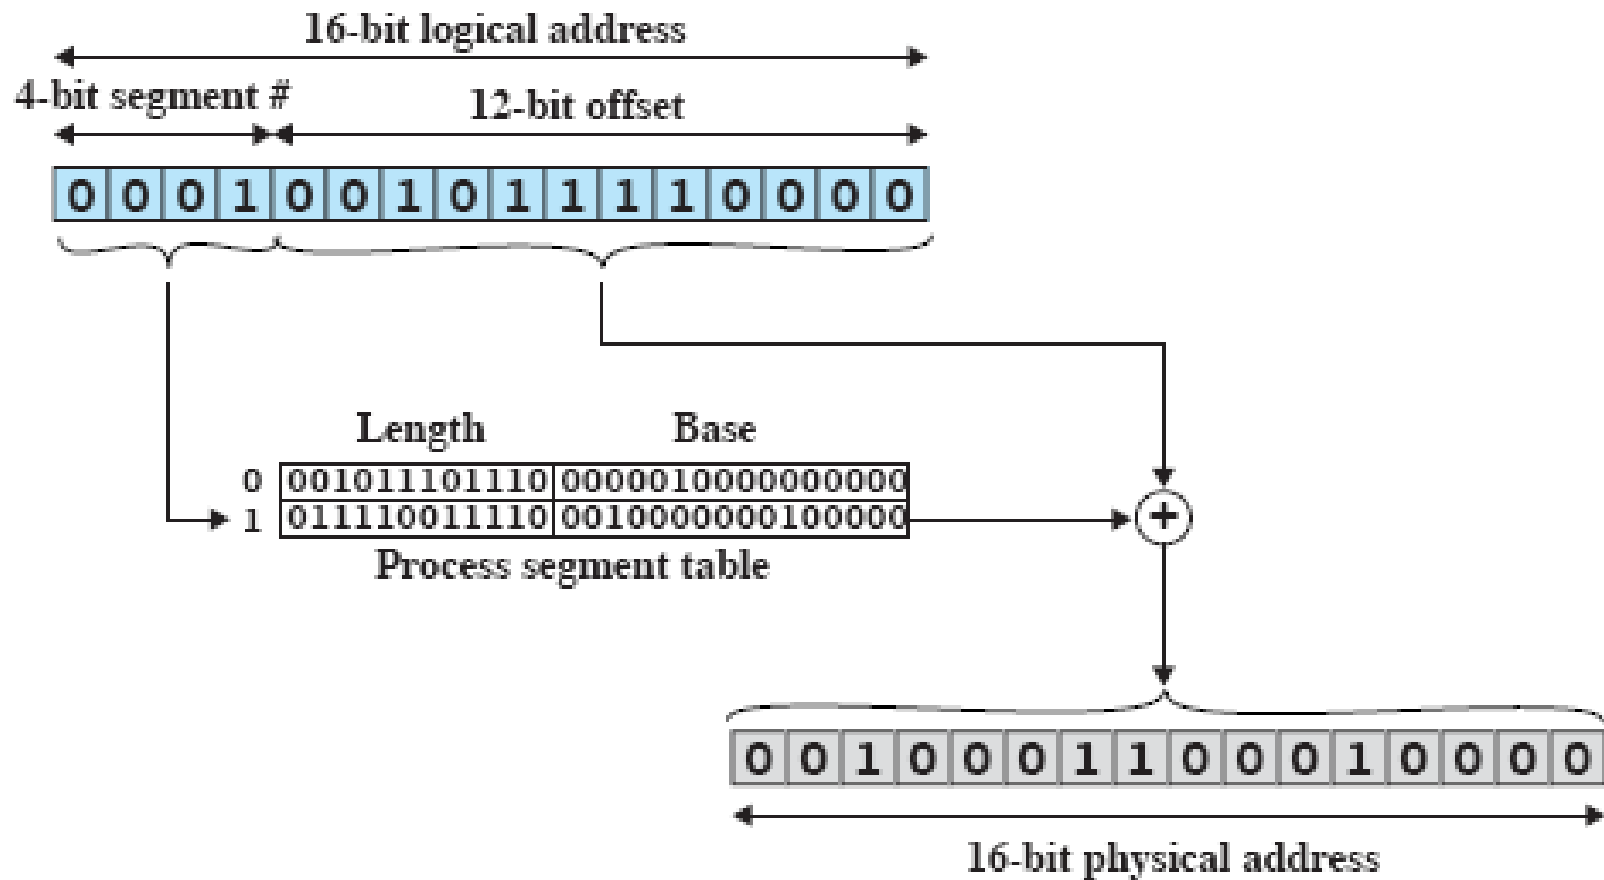 16-bit logical address
4-bit segment # 12-bit offset
0 0 0 1 0 0 1 0 1 1 1 1 0 0 0 0
Length Base
0 001011101110 0000010000000000
1 011110011110 0010000000100000
+
Process segment table
0 0 1 0 0 0 1 1 0 0 0 1 0 0 0 0
16-bit physical address